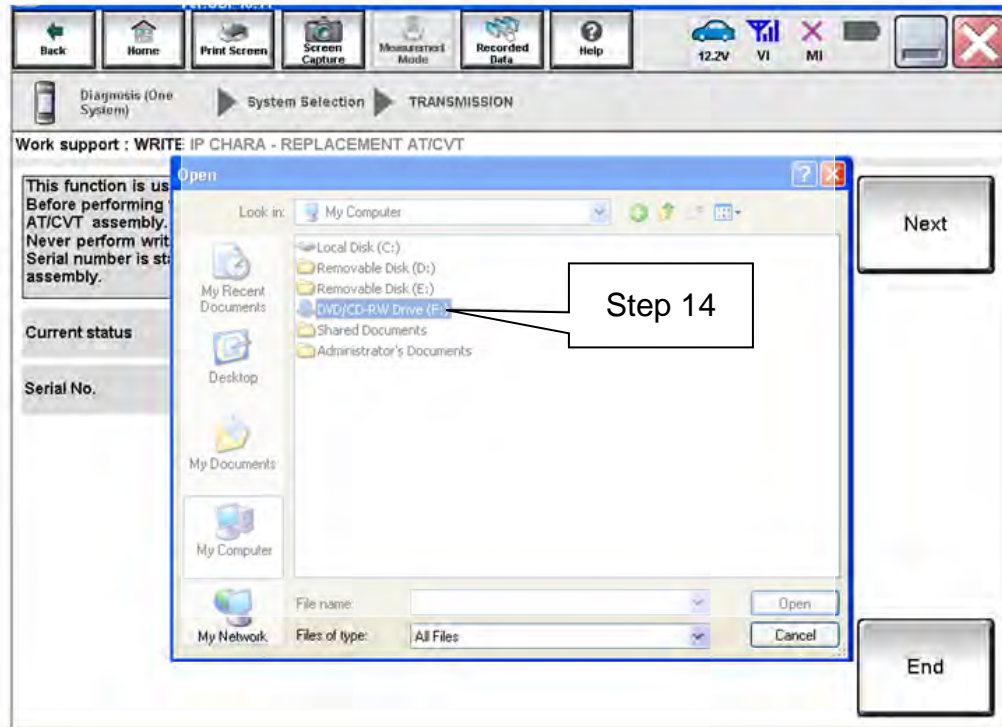 Back
Home
Print Screen
Screen Capture
Measurement Mode
Recorded Data
Help
12.2V
VI
MI
Diagnosis (One System)
System Selection
TRANSMISSION
Work support : WRITE IP CHARA - REPLACEMENT AT/CVT
This function is us
Before performing
AT/CVT assembly.
Never perform writ
Serial number is sta
assembly.
Current status
Serial No.
Next
End
Open
Look in:
My Computer
My Recent Documents
Desktop
My Documents
My Computer
My Network
Local Disk (C:)
Removable Disk (D:)
Removable Disk (E:)
DVD/CD-RW Drive (F:)
Shared Documents
Administrator's Documents
Step 14
File name:
Open
Files of type:
All Files
Cancel